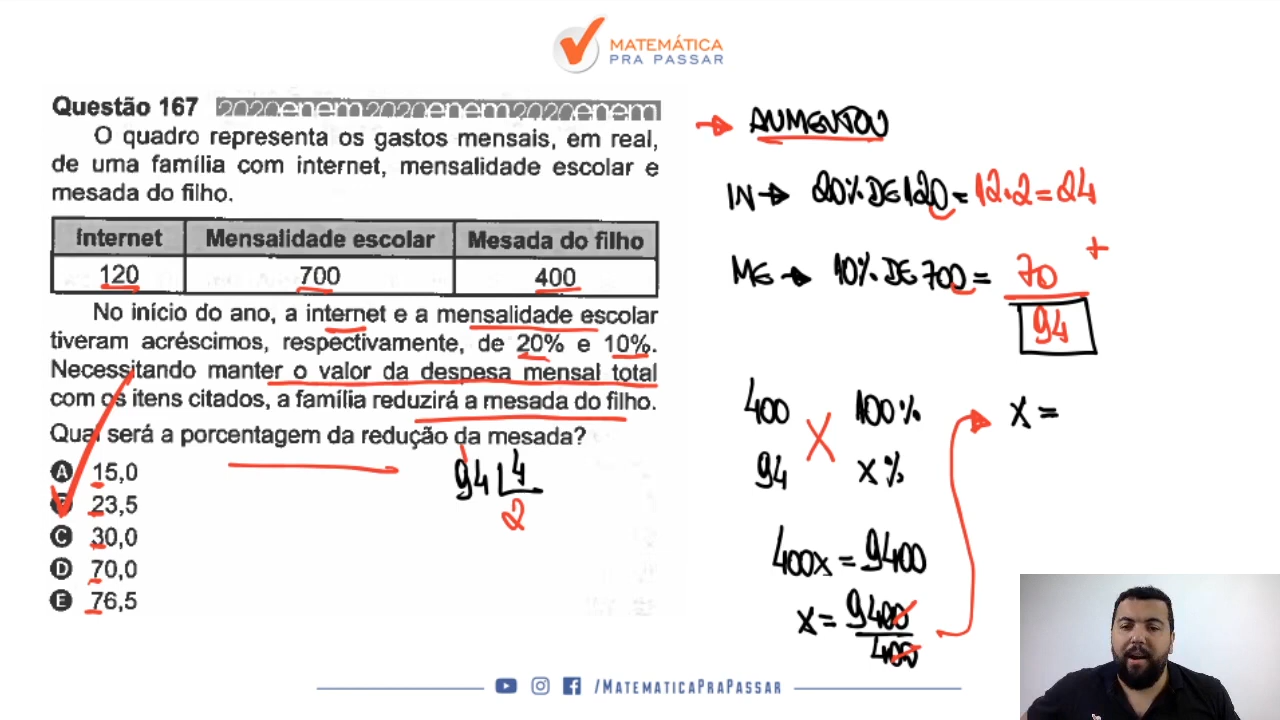 MATEMÁTICA
PRA PASSAR
Questão 167 2020enem2020enem2020enem
O quadro representa os gastos mensais, em real,
de uma família com internet, mensalidade escolar e
mesada do filho.
Internet Mensalidade escolar Mesada do filho
120 700 400
No início do ano, a internet e a mensalidade escolar
tiveram acréscimos, respectivamente, de 20% e 10%.
Necessitando manter o valor da despesa mensal total
com os itens citados, a família reduzirá a mesada do filho.
Qual será a porcentagem da redução da mesada?
A 15,0
23,5
C 30,0
D 70,0
E 76,5
94 4
2
AUMENTOU
IN → 20% DE 120 = 12·2 = 24
+
ME → 10% DE 700 = 70
94
400 100%
94 x%
400x = 9400
x = 9400
400
x =
/MatematicaPraPassar